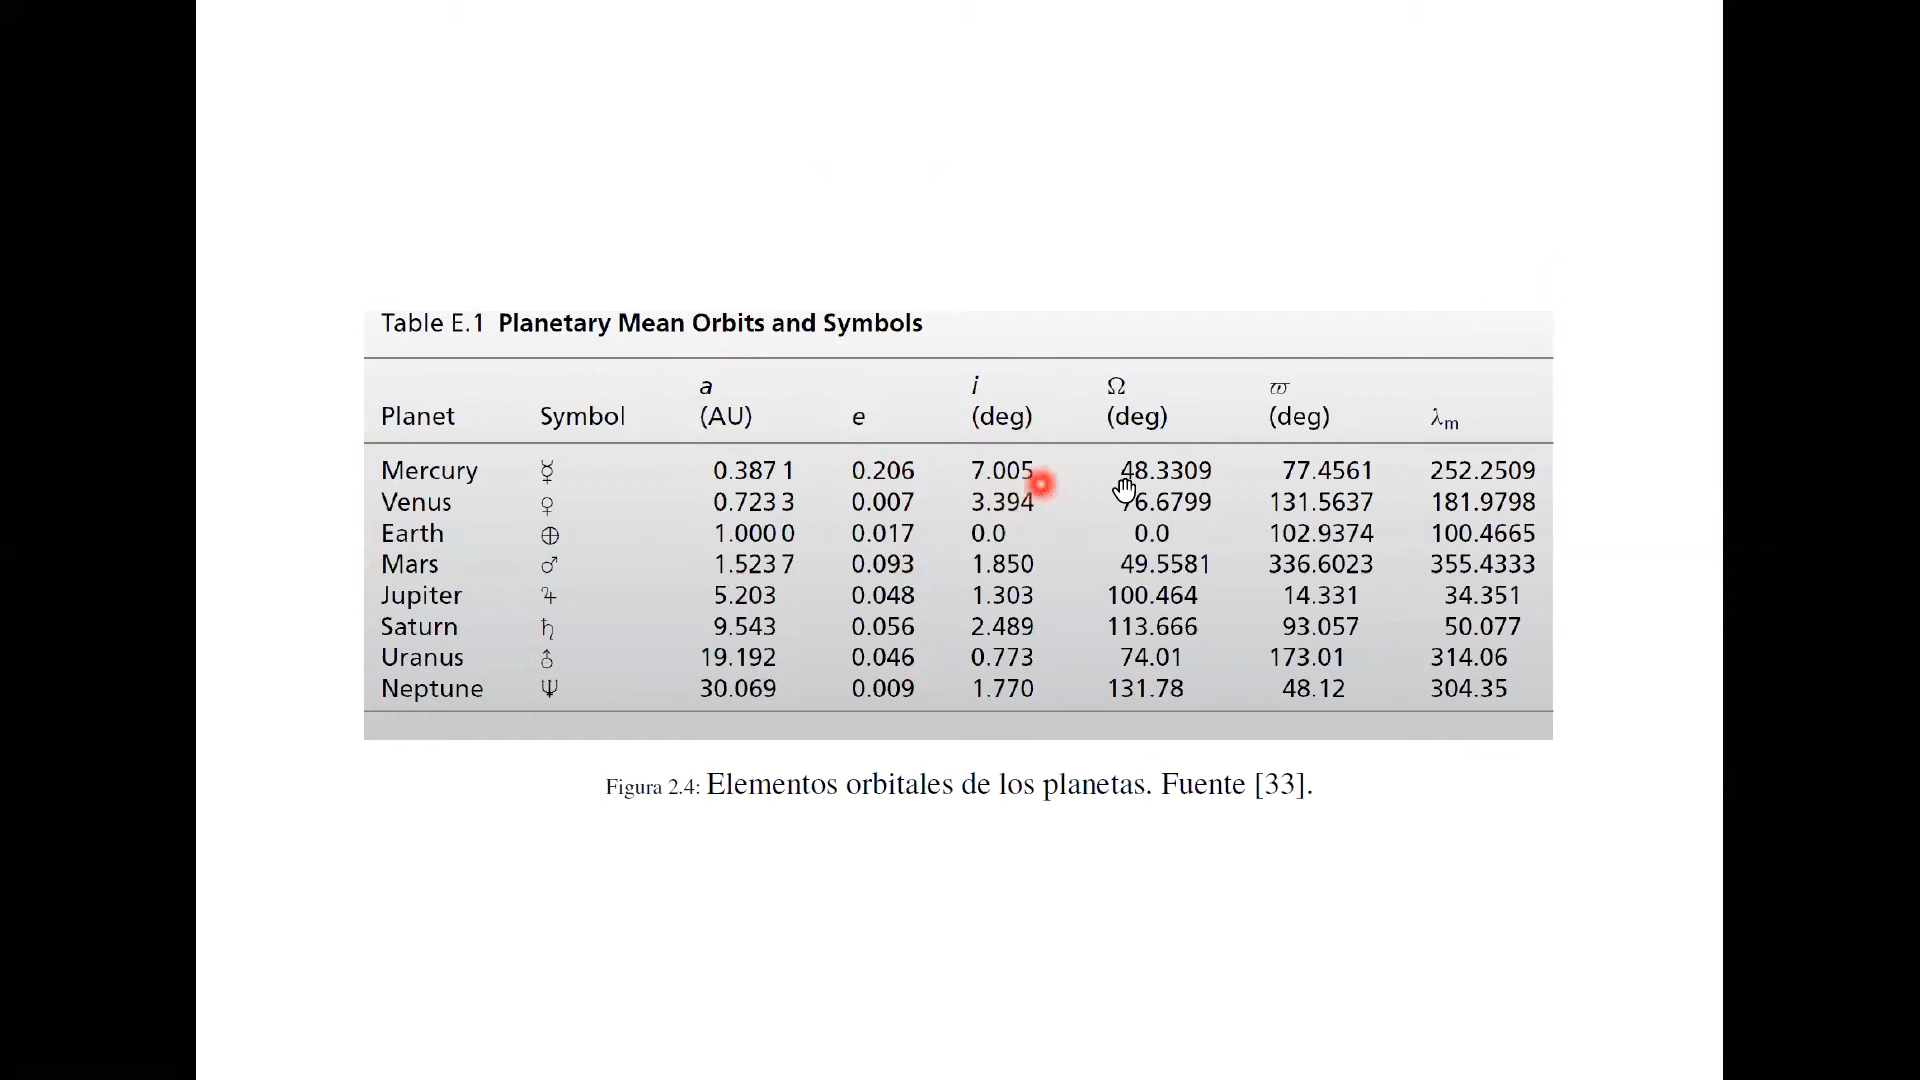 Table E.1 Planetary Mean Orbits and Symbols
a i Ω ϖ
Planet Symbol (AU) e (deg) (deg) (deg) λm
Mercury ☿ 0.387 1 0.206 7.005 48.3309 77.4561 252.2509
Venus ♀ 0.723 3 0.007 3.394 76.6799 131.5637 181.9798
Earth ⊕ 1.000 0 0.017 0.0 0.0 102.9374 100.4665
Mars ♂ 1.523 7 0.093 1.850 49.5581 336.6023 355.4333
Jupiter ♃ 5.203 0.048 1.303 100.464 14.331 34.351
Saturn ♄ 9.543 0.056 2.489 113.666 93.057 50.077
Uranus ⛢ 19.192 0.046 0.773 74.01 173.01 314.06
Neptune ♆ 30.069 0.009 1.770 131.78 48.12 304.35
Figura 2.4: Elementos orbitales de los planetas. Fuente [33].